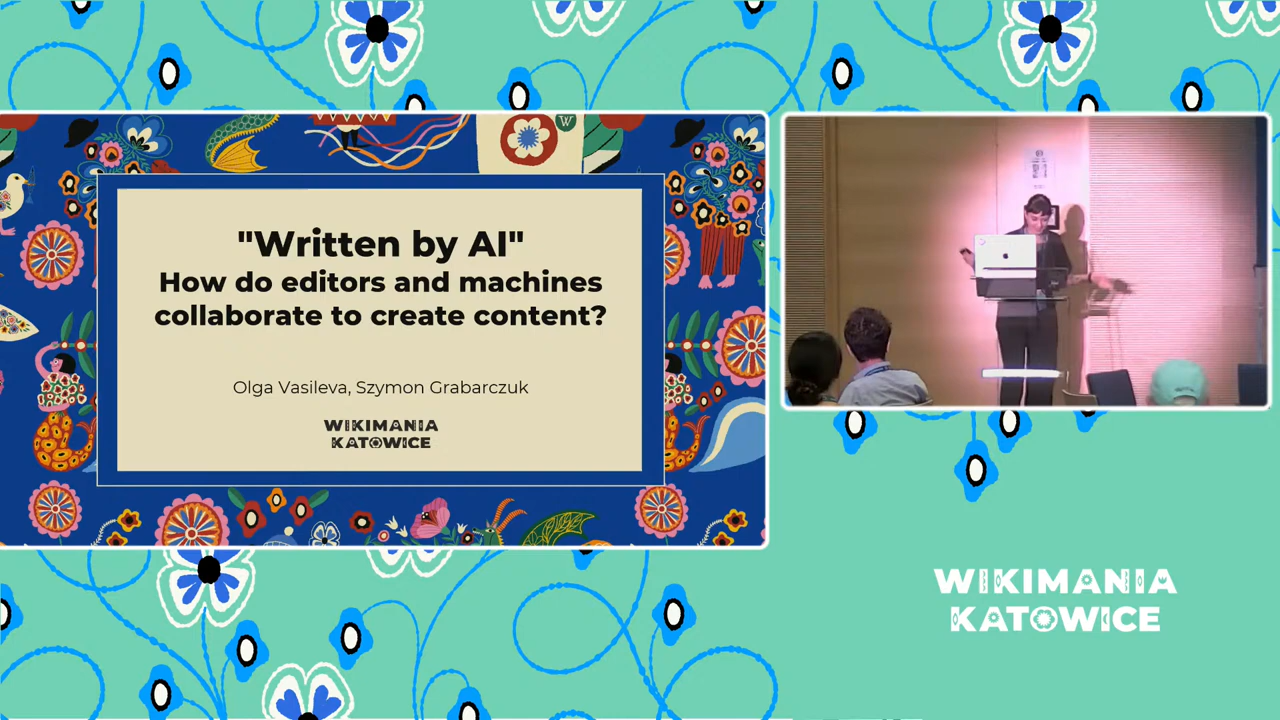 "Written by AI"
How do editors and machines
collaborate to create content?
Olga Vasileva, Szymon Grabarczuk
WIKIMANIA
KATOWICE
W
WIKIMANIA
KATOWICE